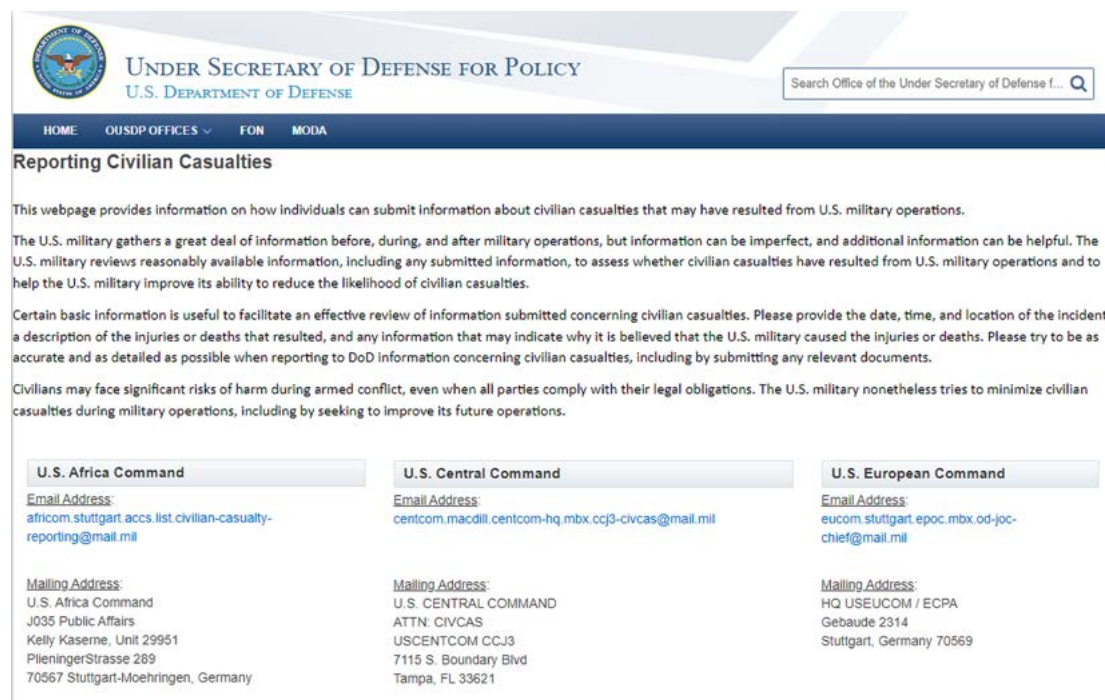 UNDER SECRETARY OF DEFENSE FOR POLICY
U.S. DEPARTMENT OF DEFENSE
Search Office of the Under Secretary of Defense f...
HOME OUSDP OFFICES FON MODA
Reporting Civilian Casualties
This webpage provides information on how individuals can submit information about civilian casualties that may have resulted from U.S. military operations.
The U.S. military gathers a great deal of information before, during, and after military operations, but information can be imperfect, and additional information can be helpful. The
U.S. military reviews reasonably available information, including any submitted information, to assess whether civilian casualties have resulted from U.S. military operations and to
help the U.S. military improve its ability to reduce the likelihood of civilian casualties.
Certain basic information is useful to facilitate an effective review of information submitted concerning civilian casualties. Please provide the date, time, and location of the incident
a description of the injuries or deaths that resulted, and any information that may indicate why it is believed that the U.S. military caused the injuries or deaths. Please try to be as
accurate and as detailed as possible when reporting to DoD information concerning civilian casualties, including by submitting any relevant documents.
Civilians may face significant risks of harm during armed conflict, even when all parties comply with their legal obligations. The U.S. military nonetheless tries to minimize civilian
casualties during military operations, including by seeking to improve its future operations.
U.S. Africa Command
Email Address:
africom.stuttgart.accs.list.civilian-casualty-
reporting@mail.mil
Mailing Address:
U.S. Africa Command
J035 Public Affairs
Kelly Kaserne, Unit 29951
PlieningerStrasse 289
70567 Stuttgart-Moehringen, Germany
U.S. Central Command
Email Address:
centcom.macdill.centcom-hq.mbx.ccj3-civcas@mail.mil
Mailing Address:
U.S. CENTRAL COMMAND
ATTN: CIVCAS
USCENTCOM CCJ3
7115 S. Boundary Blvd
Tampa, FL 33621
U.S. European Command
Email Address:
eucom.stuttgart.epoc.mbx.od-joc-
chief@mail.mil
Mailing Address:
HQ USEUCOM / ECPA
Gebaude 2314
Stuttgart, Germany 70569